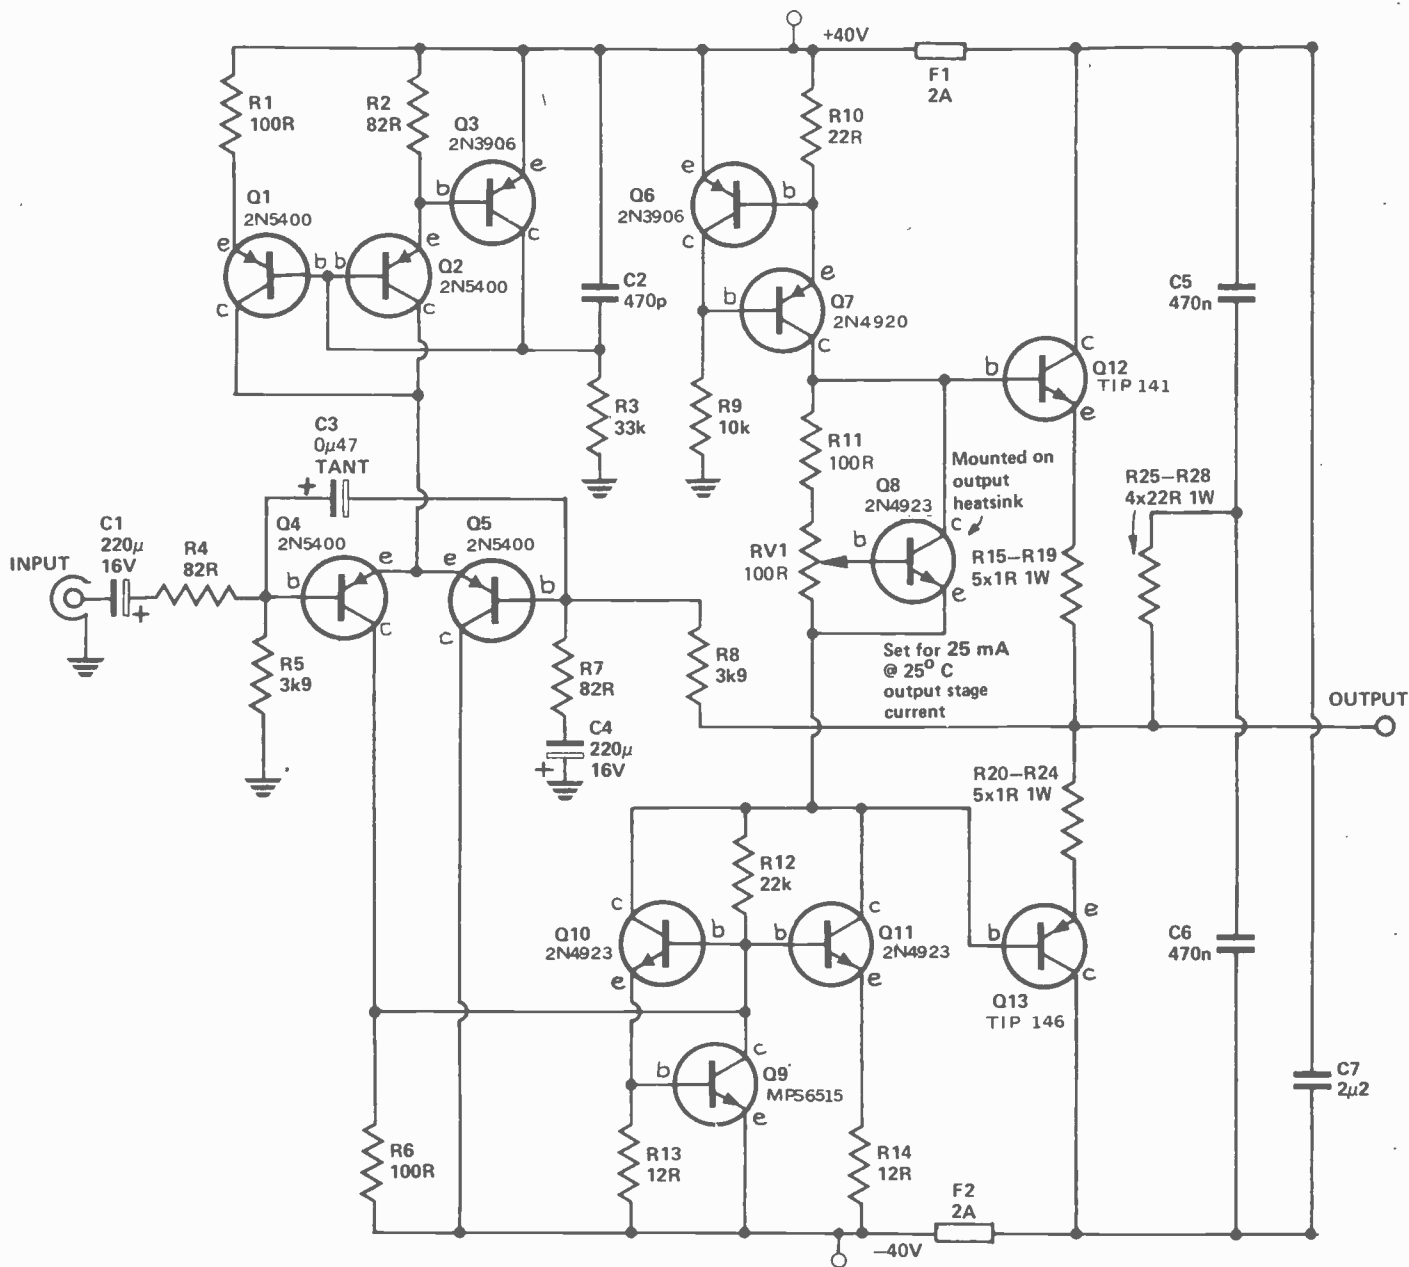 +40V
F1
2A
R1
100R
R2
82R
Q3
2N3906
e
b
c
R10
22R
Q6
2N3906
e
b
c
Q1
2N5400
e
b
c
b
e
Q2
2N5400
c
C2
470p
e
b
Q7
2N4920
c
C5
470n
R3
33k
R9
10k
b
c
Q12
TIP 141
e
C3
0μ47
TANT
+
R11
100R
Mounted on
output
heatsink
Q8
2N4923
R25–R28
4x22R 1W
INPUT
C1
220μ
16V
+
R4
82R
Q4
2N5400
b
e
c
Q5
2N5400
e
b
c
RV1
100R
b
c
e
R15–R19
5x1R 1W
R5
3k9
R7
82R
R8
3k9
Set for 25 mA
@ 25° C
output stage
current
OUTPUT
C4
220μ
16V
+
R20–R24
5x1R 1W
R12
22k
c
Q10
2N4923
b
e
b
c
Q11
2N4923
e
b
e
c
Q13
TIP 146
C6
470n
c
b
Q9
MPS6515
e
C7
2μ2
R6
100R
R13
12R
R14
12R
F2
2A
–40V